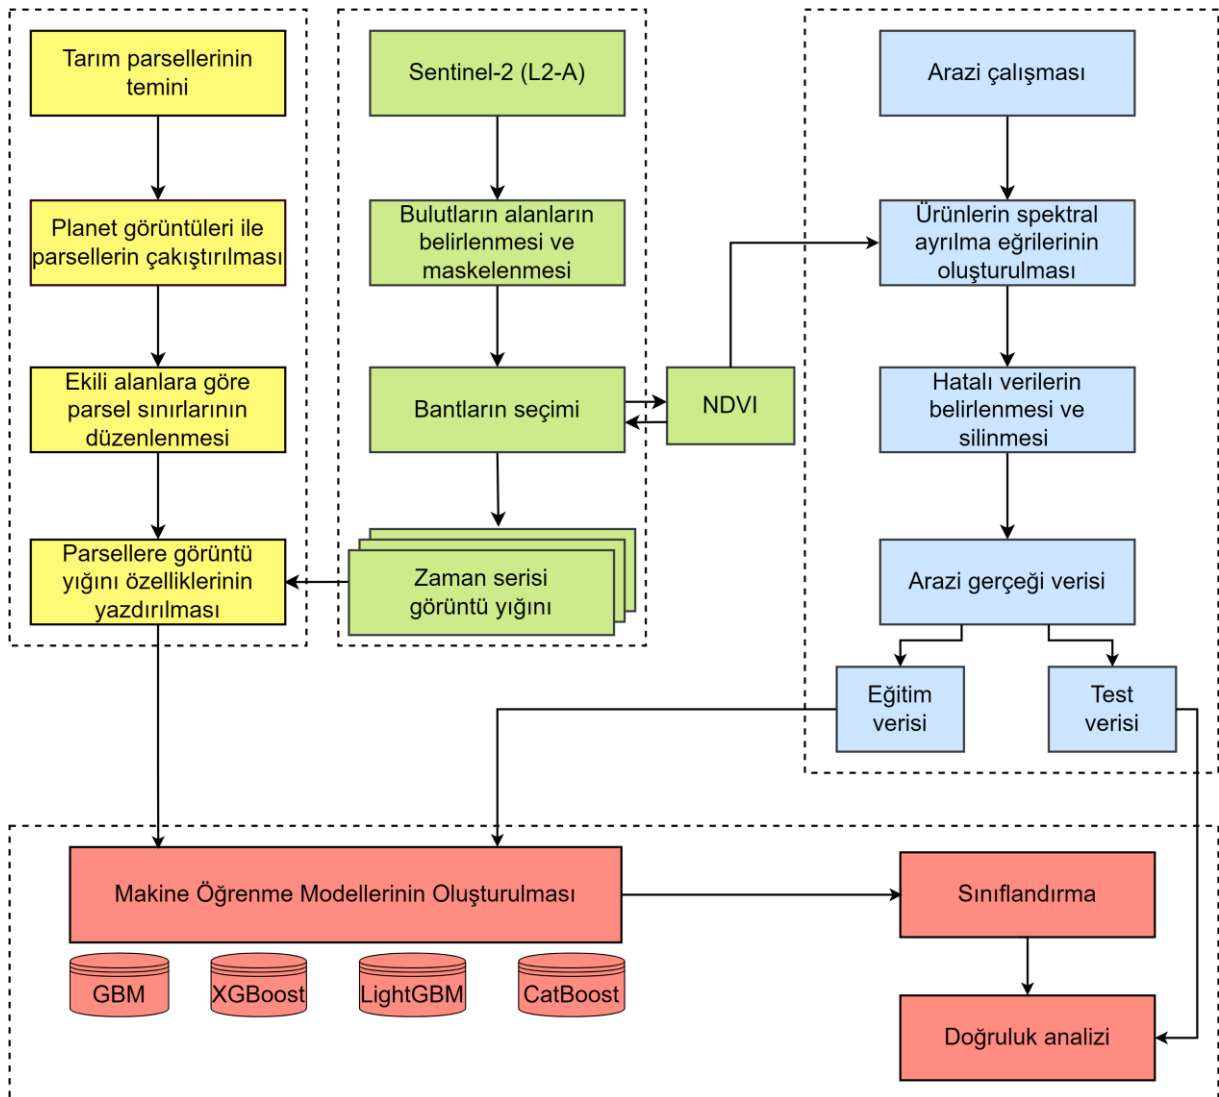 Tarım parsellerinin
temini
Planet görüntüleri ile
parsellerin çakıştırılması
Ekili alanlara göre
parsel sınırlarının
düzenlenmesi
Parsellere görüntü
yığını özelliklerinin
yazdırılması
Sentinel-2 (L2-A)
Bulutların alanların
belirlenmesi ve
maskelenmesi
Bantların seçimi
NDVI
Zaman serisi
görüntü yığını
Arazi çalışması
Ürünlerin spektral
ayrılma eğrilerinin
oluşturulması
Hatalı verilerin
belirlenmesi ve
silinmesi
Arazi gerçeği verisi
Eğitim
verisi
Test
verisi
Makine Öğrenme Modellerinin Oluşturulması
GBM
XGBoost
LightGBM
CatBoost
Sınıflandırma
Doğruluk analizi